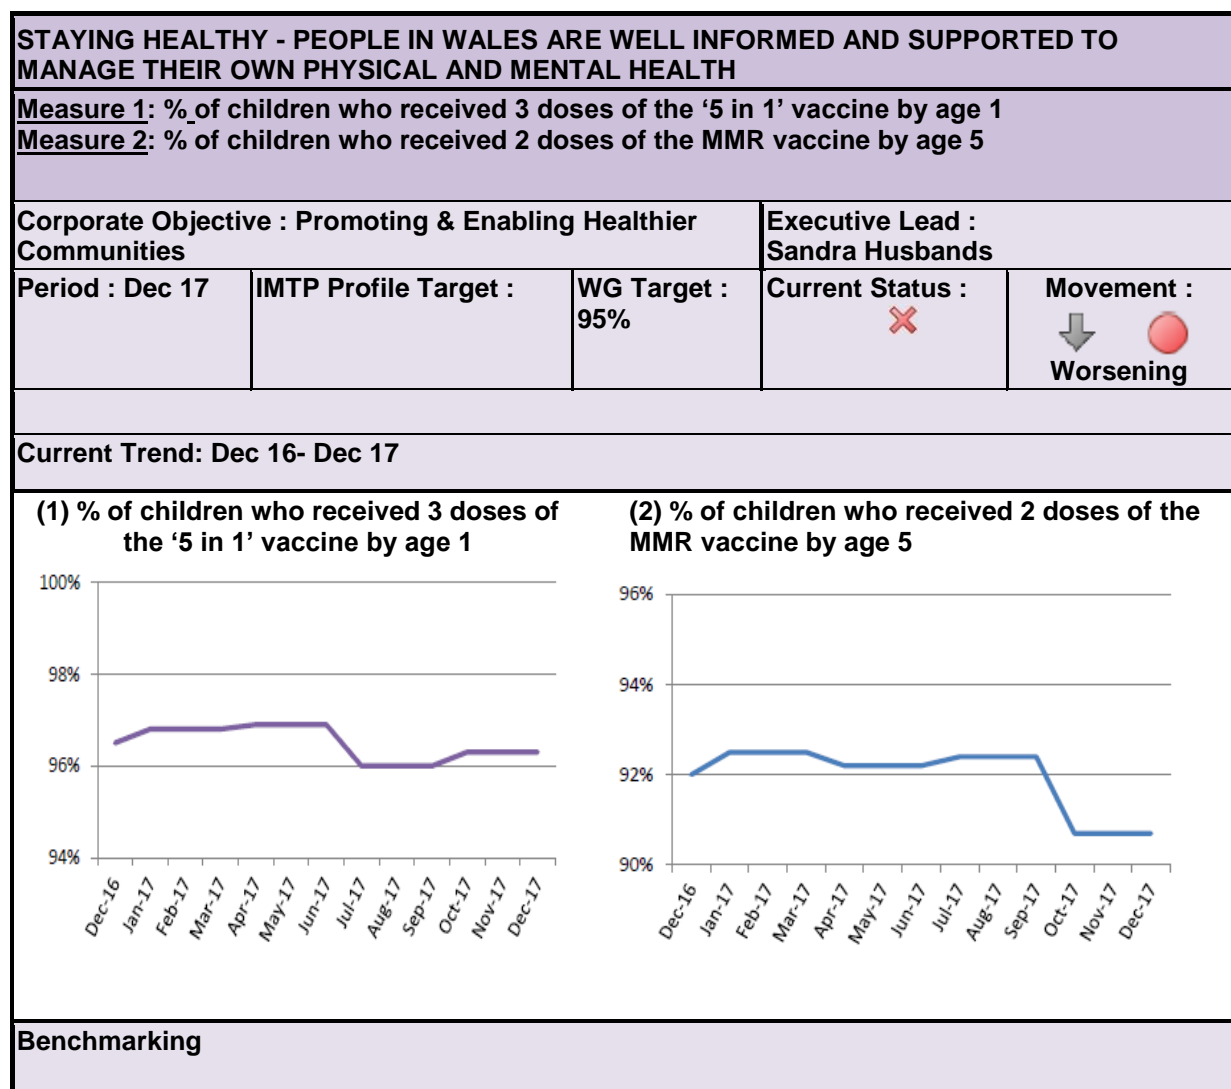 STAYING HEALTHY - PEOPLE IN WALES ARE WELL INFORMED AND SUPPORTED TO
MANAGE THEIR OWN PHYSICAL AND MENTAL HEALTH
Measure 1: % of children who received 3 doses of the ‘5 in 1’ vaccine by age 1
Measure 2: % of children who received 2 doses of the MMR vaccine by age 5
Corporate Objective : Promoting & Enabling Healthier
Communities
Executive Lead :
Sandra Husbands
Period : Dec 17
IMTP Profile Target :
WG Target :
95%
Current Status :
Movement :
Worsening
Current Trend: Dec 16- Dec 17
(1) % of children who received 3 doses of
the ‘5 in 1’ vaccine by age 1
100%
98%
96%
94%
Dec-16
Jan-17
Feb-17
Mar-17
Apr-17
May-17
Jun-17
Jul-17
Aug-17
Sep-17
Oct-17
Nov-17
Dec-17
(2) % of children who received 2 doses of the
MMR vaccine by age 5
96%
94%
92%
90%
Dec-16
Jan-17
Feb-17
Mar-17
Apr-17
May-17
Jun-17
Jul-17
Aug-17
Sep-17
Oct-17
Nov-17
Dec-17
Benchmarking